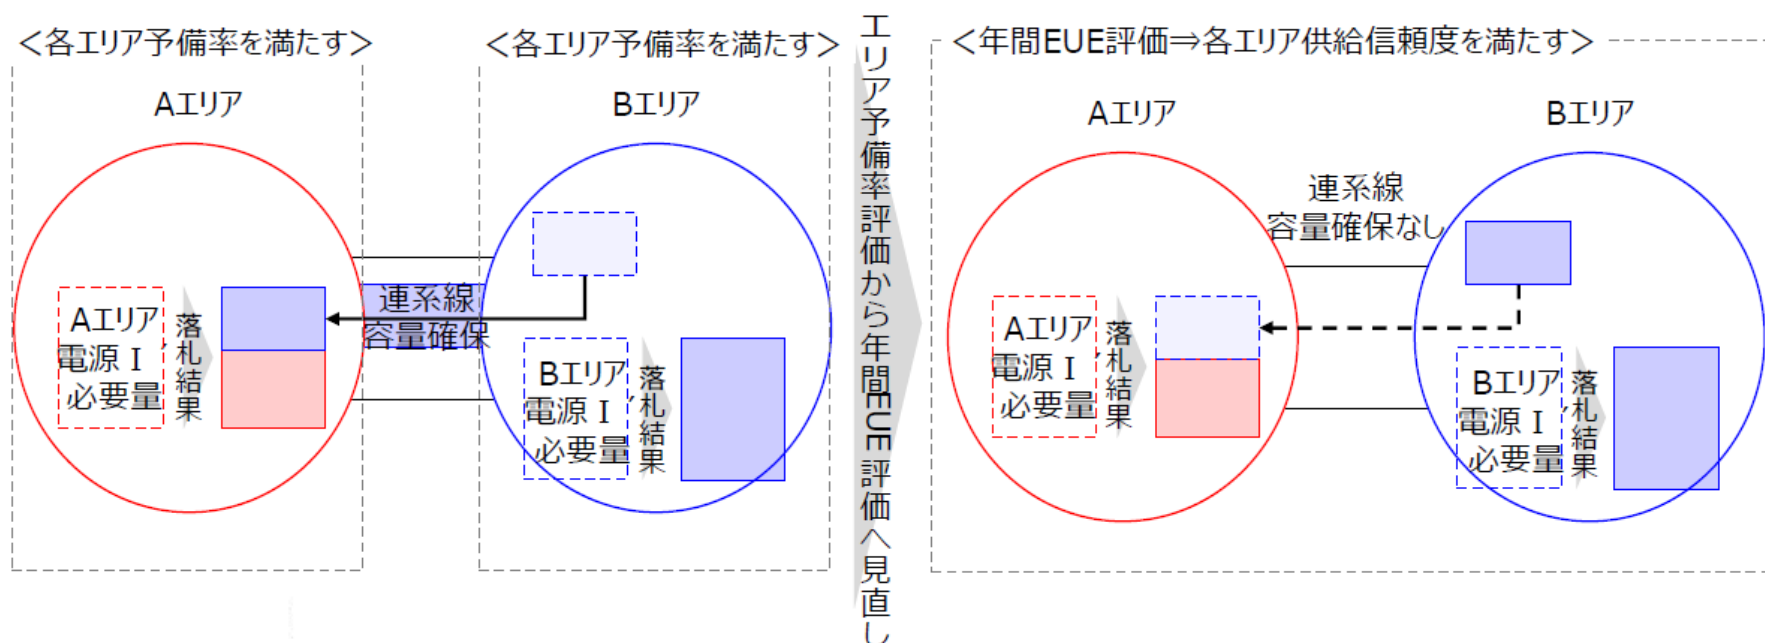 ＜各エリア予備率を満たす＞
Aエリア
連系線
容量確保
Aエリア
電源Ⅰ´
必要量
落札結果
＜各エリア予備率を満たす＞
Bエリア
Bエリア
電源Ⅰ´
必要量
落札結果
エリア予備率評価から年間EUE評価へ見直し
＜年間EUE評価⇒各エリア供給信頼度を満たす＞
Aエリア
連系線
容量確保なし
Aエリア
電源Ⅰ´
必要量
落札結果
Bエリア
Bエリア
電源Ⅰ´
必要量
落札結果